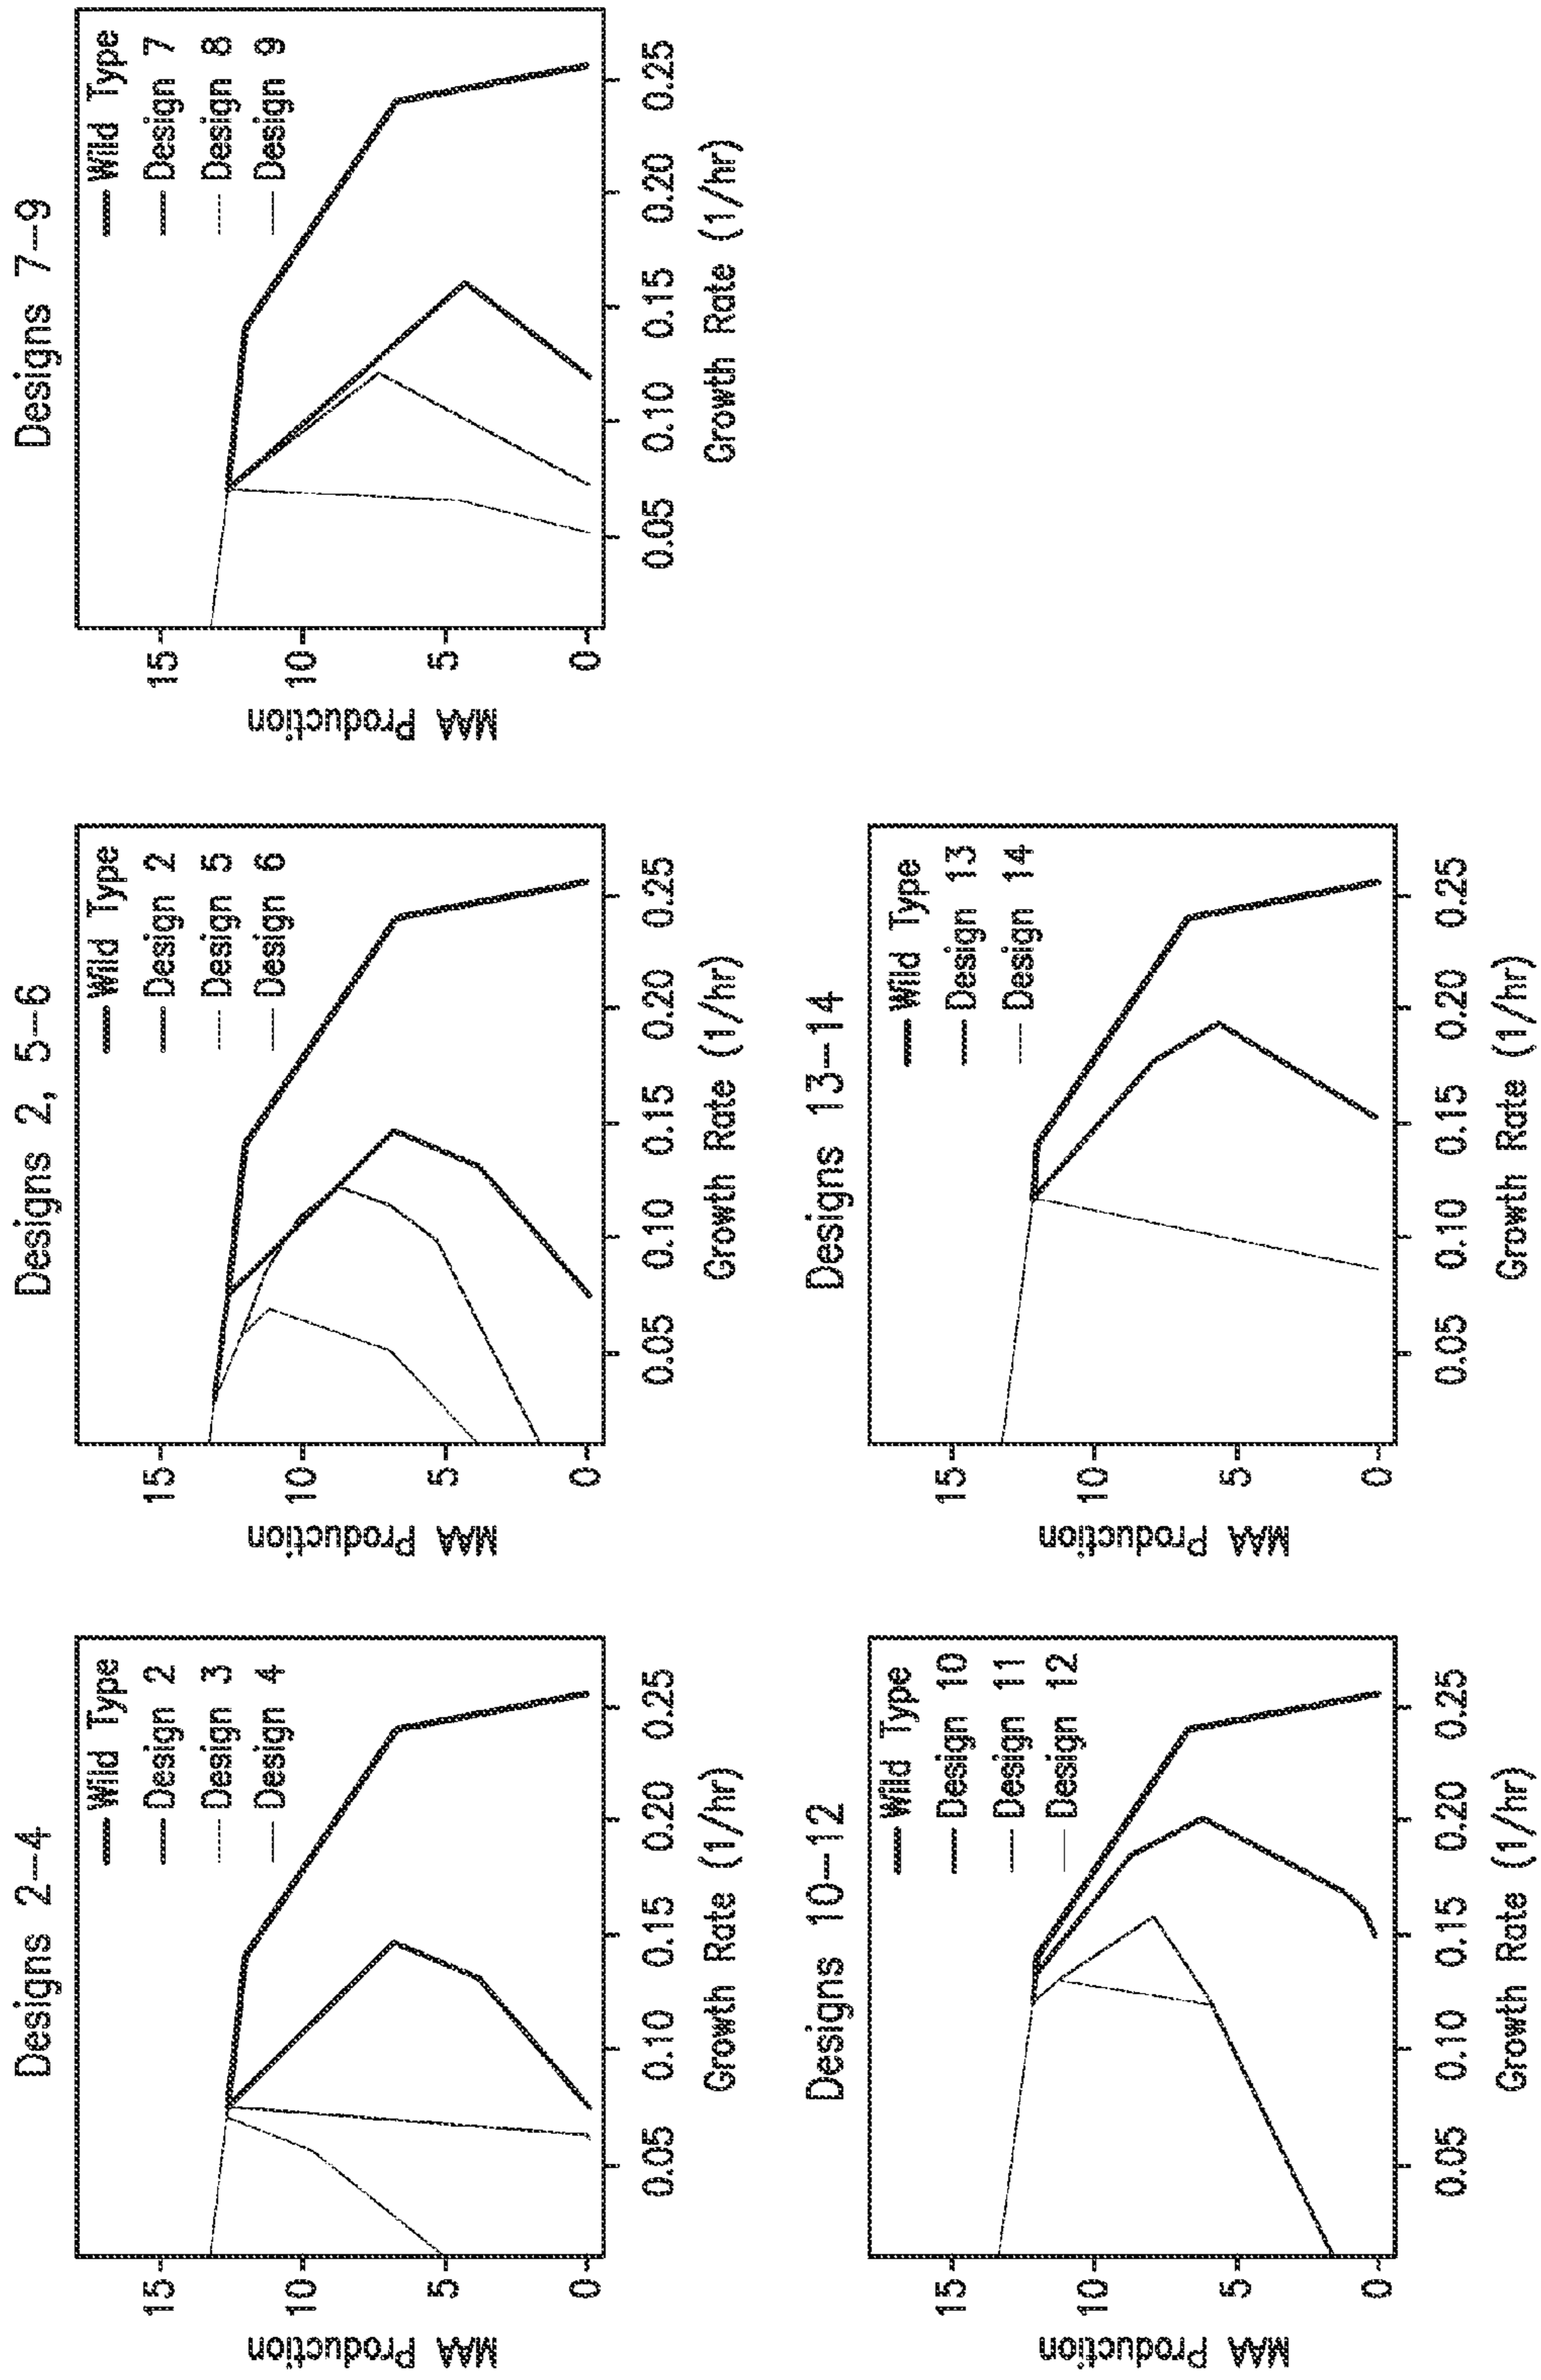 Designs 2–4
MAA Production
15
10
5
0
Wild Type
Design 2
Design 3
Design 4
0.05 0.10 0.15 0.20 0.25
Growth Rate (1/hr)
Designs 2, 5–6
MAA Production
15
10
5
0
Wild Type
Design 2
Design 5
Design 6
0.05 0.10 0.15 0.20 0.25
Growth Rate (1/hr)
Designs 7–9
MAA Production
15
10
5
0
Wild Type
Design 7
Design 8
Design 9
0.05 0.10 0.15 0.20 0.25
Growth Rate (1/hr)
Designs 10–12
MAA Production
15
10
5
0
Wild Type
Design 10
Design 11
Design 12
0.05 0.10 0.15 0.20 0.25
Growth Rate (1/hr)
Designs 13–14
MAA Production
15
10
5
0
Wild Type
Design 13
Design 14
0.05 0.10 0.15 0.20 0.25
Growth Rate (1/hr)